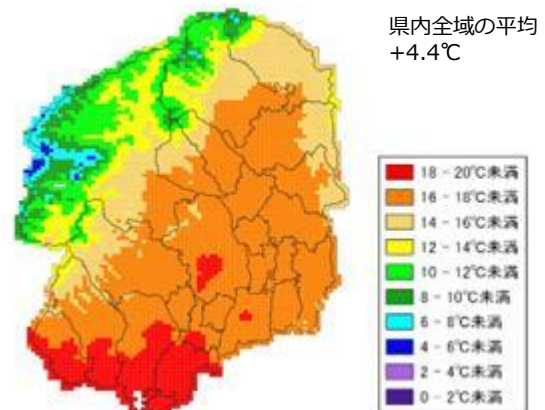 県内全域の平均
+4.4℃
18 - 20℃未満
16 - 18℃未満
14 - 16℃未満
12 - 14℃未満
10 - 12℃未満
8 - 10℃未満
6 - 8℃未満
4 - 6℃未満
2 - 4℃未満
0 - 2℃未満